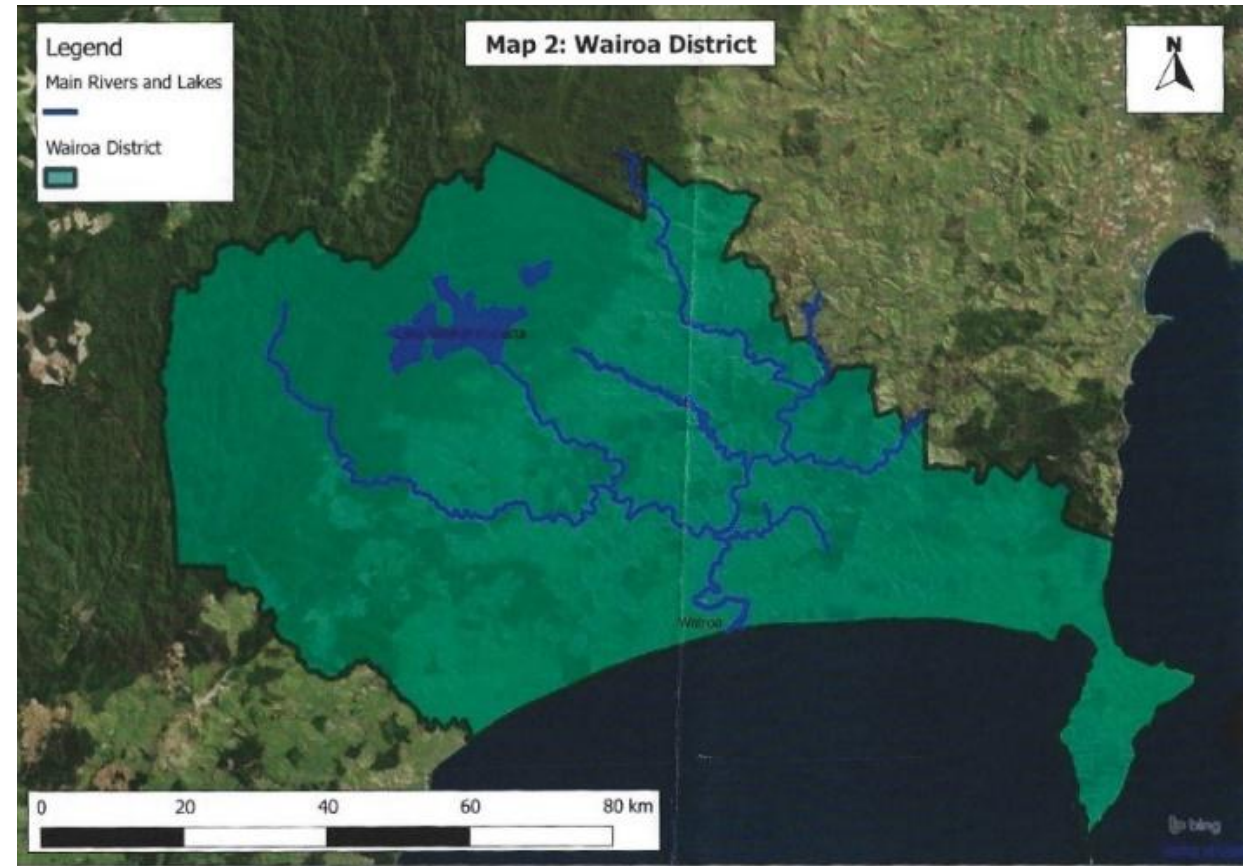 Legend
Main Rivers and Lakes
Wairoa District
Map 2: Wairoa District
N
Wairoa
0 20 40 60 80 km
bing